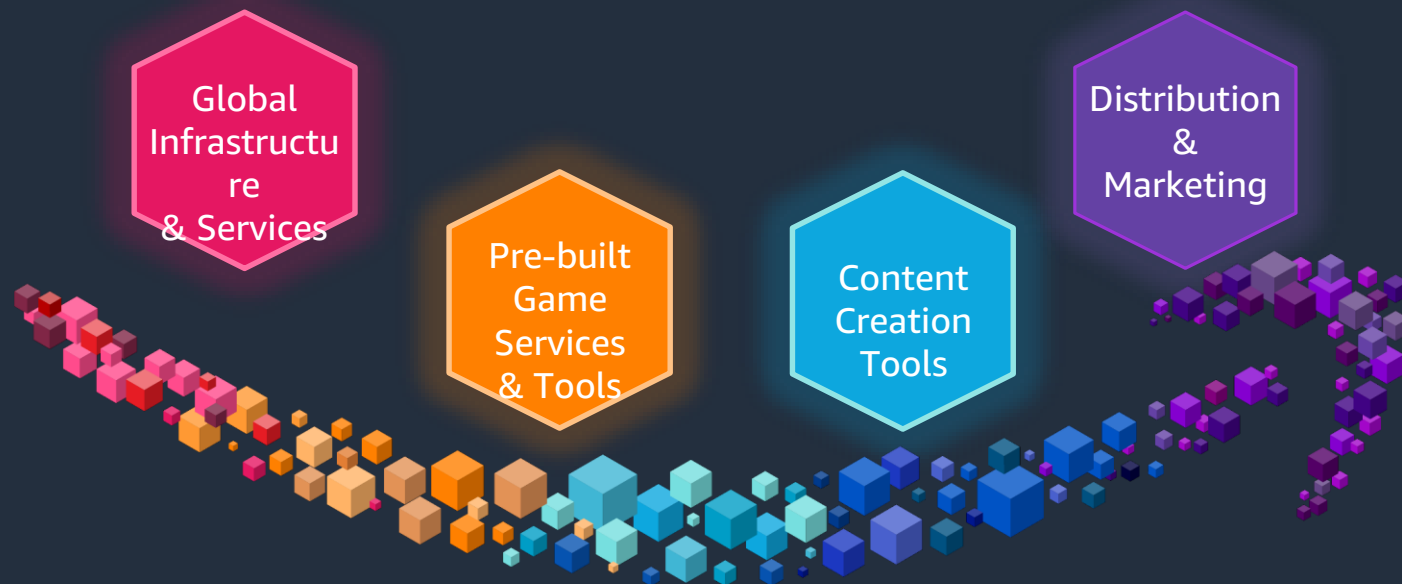 Global
Infrastructu
re
& Services
Pre-built
Game
Services
& Tools
Content
Creation
Tools
Distribution
&
Marketing